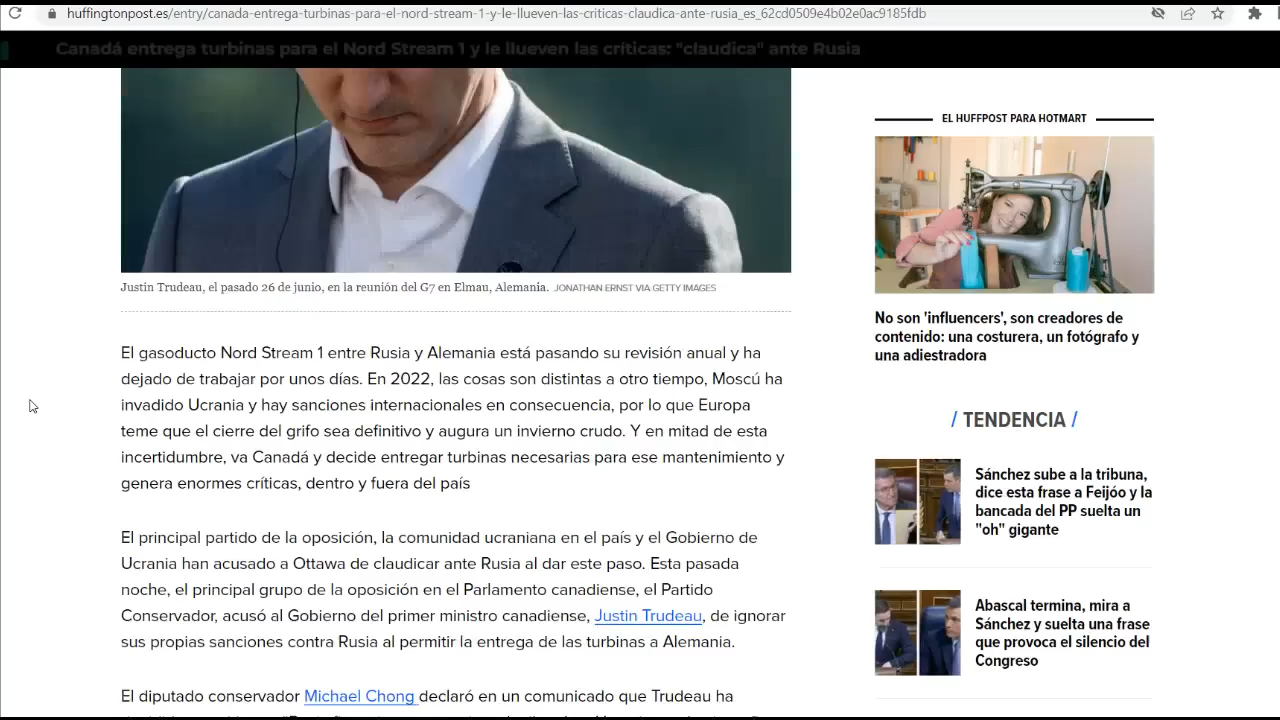 huffingtonpost.es/entry/canada-entrega-turbinas-para-el-nord-stream-1-y-le-llueven-las-criticas-claudica-ante-rusia_es_62cd0509e4b02e0ac9185fdb
Canadá entrega turbinas para el Nord Stream 1 y le llueven las críticas: "claudica" ante Rusia
Justin Trudeau, el pasado 26 de junio, en la reunión del G7 en Elmau, Alemania. JONATHAN ERNST VIA GETTY IMAGES
El gasoducto Nord Stream 1 entre Rusia y Alemania está pasando su revisión anual y ha
dejado de trabajar por unos días. En 2022, las cosas son distintas a otro tiempo, Moscú ha
invadido Ucrania y hay sanciones internacionales en consecuencia, por lo que Europa
teme que el cierre del grifo sea definitivo y augura un invierno crudo. Y en mitad de esta
incertidumbre, va Canadá y decide entregar turbinas necesarias para ese mantenimiento y
genera enormes críticas, dentro y fuera del país
El principal partido de la oposición, la comunidad ucraniana en el país y el Gobierno de
Ucrania han acusado a Ottawa de claudicar ante Rusia al dar este paso. Esta pasada
noche, el principal grupo de la oposición en el Parlamento canadiense, el Partido
Conservador, acusó al Gobierno del primer ministro canadiense, Justin Trudeau, de ignorar
sus propias sanciones contra Rusia al permitir la entrega de las turbinas a Alemania.
El diputado conservador Michael Chong declaró en un comunicado que Trudeau ha
EL HUFFPOST PARA HOTMART
No son 'influencers', son creadores de
contenido: una costurera, un fotógrafo y
una adiestradora
/ TENDENCIA /
Sánchez sube a la tribuna,
dice esta frase a Feijóo y la
bancada del PP suelta un
"oh" gigante
Abascal termina, mira a
Sánchez y suelta una frase
que provoca el silencio del
Congreso